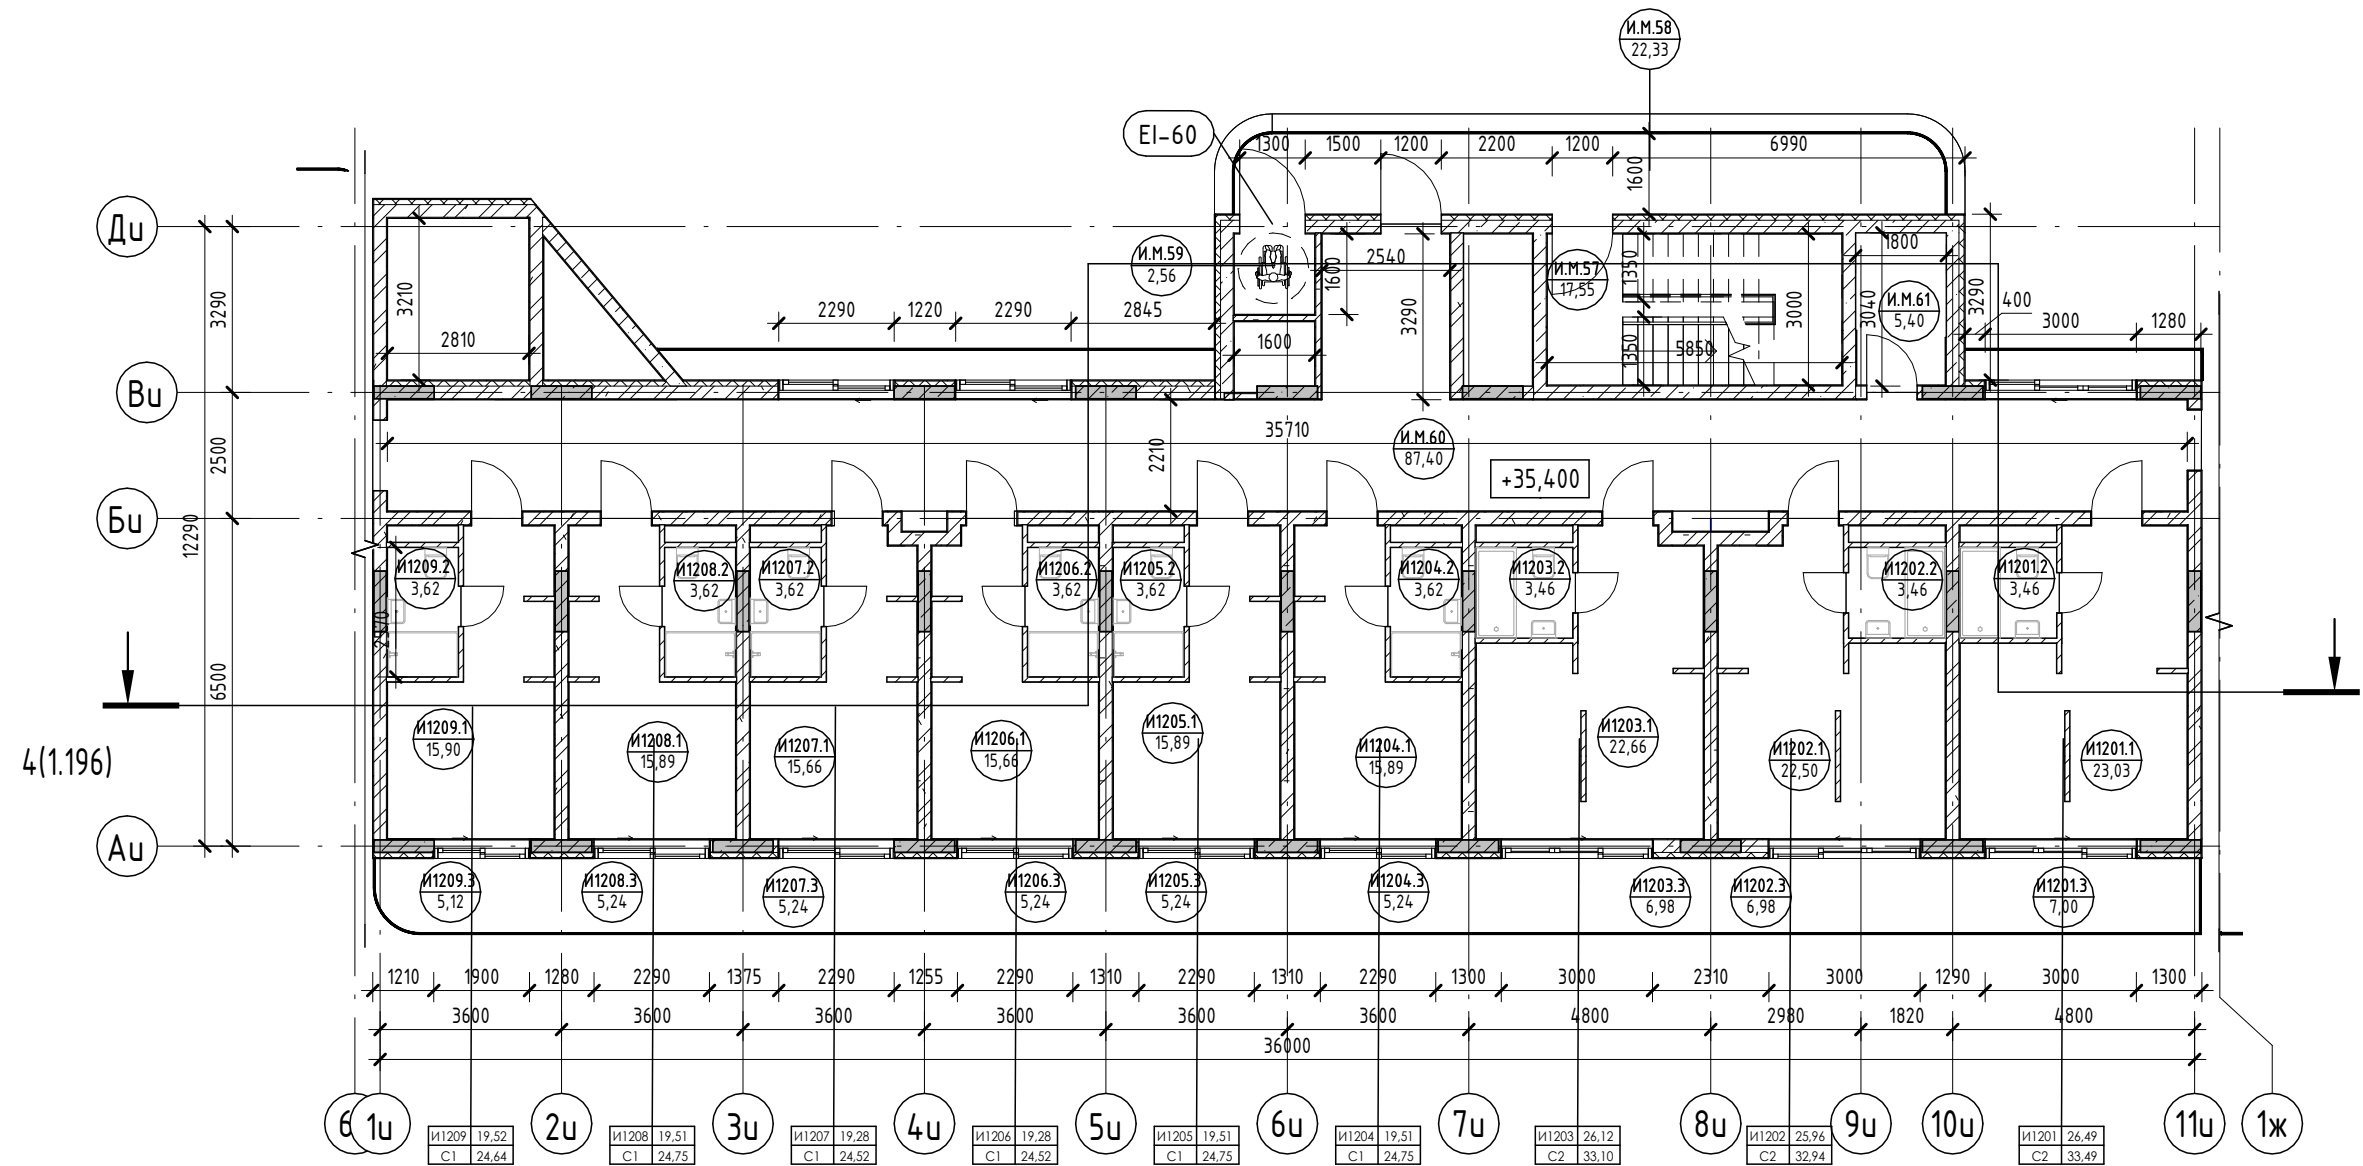 И.М.58
22,33
EI-60
1300 1500 1200 2200 1200 6990
1600
Ди
И.М.59
2,56
2540
1600
И.М.57
17,55
1350
1800
3290
3210
2290 1220 2290 2845
3290
3000
3040
И.М.61
5,40
3290
400
3000 1280
2810
1600
1350
5850
Ви
35710
И.М.60
87,40
2500
2210
+35,400
Би
12290
И1209.2
3,62
И1208.2
3,62
И1207.2
3,62
И1206.2
3,62
И1205.2
3,62
И1204.2
3,62
И1203.2
3,46
И1202.2
3,46
И1201.2
3,46
6500
И1209.1
15,90
И1208.1
15,89
И1207.1
15,66
И1206.1
15,66
И1205.1
15,89
И1204.1
15,89
И1203.1
22,66
И1202.1
22,50
И1201.1
23,03
4(1.196)
Аи
И1209.3
5,12
И1208.3
5,24
И1207.3
5,24
И1206.3
5,24
И1205.3
5,24
И1204.3
5,24
И1203.3
6,98
И1202.3
6,98
И1201.3
7,00
1210 1900 1280 2290 1375 2290 1255 2290 1310 2290 1310 2290 1300 3000 2310 3000 1290 3000 1300
3600 3600 3600 3600 3600 3600 4800 2980 1820 4800
36000
6 1и 2и 3и 4и 5и 6и 7и 8и 9и 10и 11и 1ж
И1209 19,52
С1 24,64
И1208 19,51
С1 24,75
И1207 19,28
С1 24,52
И1206 19,28
С1 24,52
И1205 19,51
С1 24,75
И1204 19,51
С1 24,75
И1203 26,12
С2 33,10
И1202 25,96
С2 32,94
И1201 26,49
С2 33,49